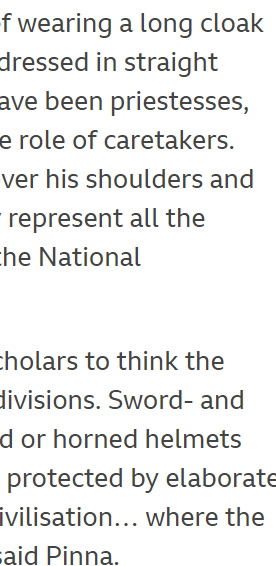 f wearing a long cloak
dressed in straight
ave been priestesses,
e role of caretakers.
ver his shoulders and
represent all the
the National
cholars to think the
divisions. Sword- and
d or horned helmets
protected by elaborate
ivilisation… where the
said Pinna.